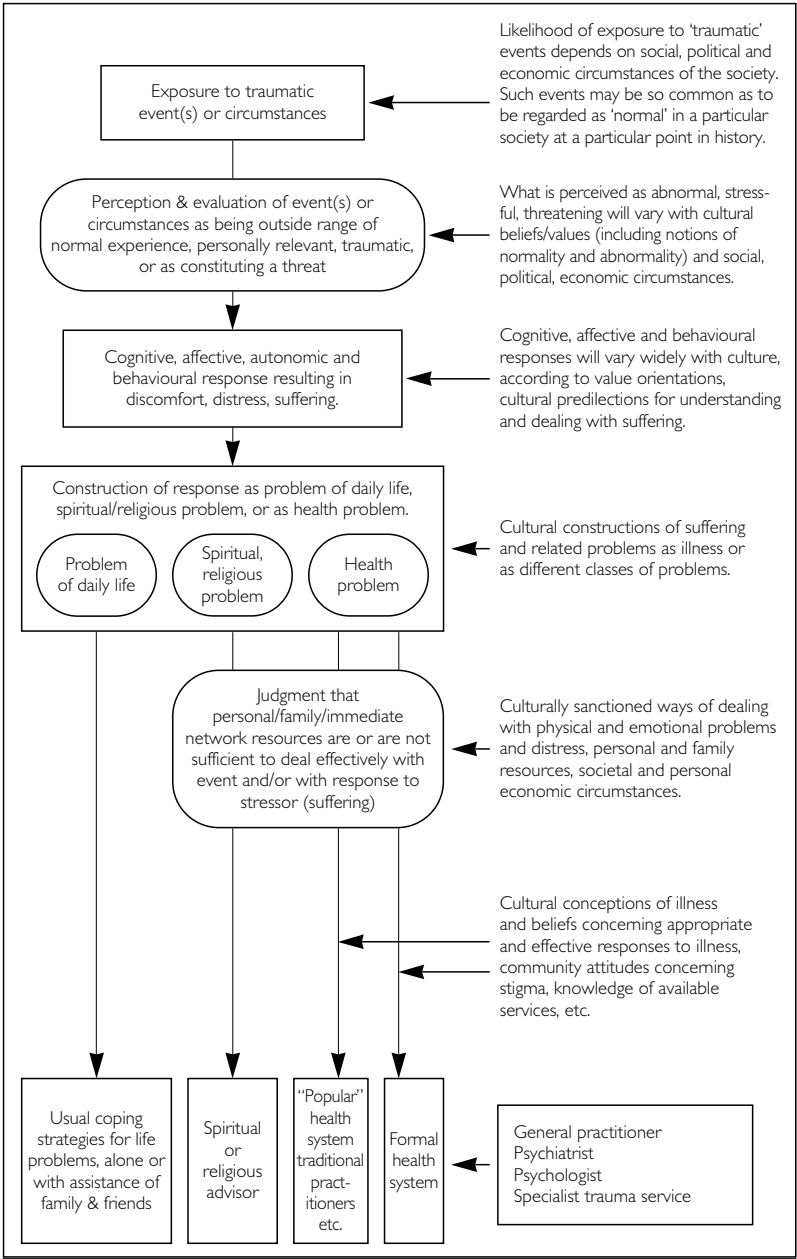 Exposure to traumatic
event(s) or circumstances
Likelihood of exposure to ‘traumatic’
events depends on social, political and
economic circumstances of the society.
Such events may be so common as to
be regarded as ‘normal’ in a particular
society at a particular point in history.
Perception & evaluation of event(s) or
circumstances as being outside range of
normal experience, personally relevant, traumatic,
or as constituting a threat
What is perceived as abnormal, stress-
ful, threatening will vary with cultural
beliefs/values (including notions of
normality and abnormality) and social,
political, economic circumstances.
Cognitive, affective, autonomic and
behavioural response resulting in
discomfort, distress, suffering.
Cognitive, affective and behavioural
responses will vary widely with culture,
according to value orientations,
cultural predilections for understanding
and dealing with suffering.
Construction of response as problem of daily life,
spiritual/religious problem, or as health problem.
Problem
of daily life
Spiritual,
religious
problem
Health
problem
Cultural constructions of suffering
and related problems as illness or
as different classes of problems.
Judgment that
personal/family/immediate
network resources are or are not
sufficient to deal effectively with
event and/or with response to
stressor (suffering)
Culturally sanctioned ways of dealing
with physical and emotional problems
and distress, personal and family
resources, societal and personal
economic circumstances.
Cultural conceptions of illness
and beliefs concerning appropriate
and effective responses to illness,
community attitudes concerning
stigma, knowledge of available
services, etc.
Usual coping
strategies for life
problems, alone or
with assistance of
family & friends
Spiritual
or
religious
advisor
“Popular”
health
system
traditional
pract-
itioners
etc.
Formal
health
system
General practitioner
Psychiatrist
Psychologist
Specialist trauma service